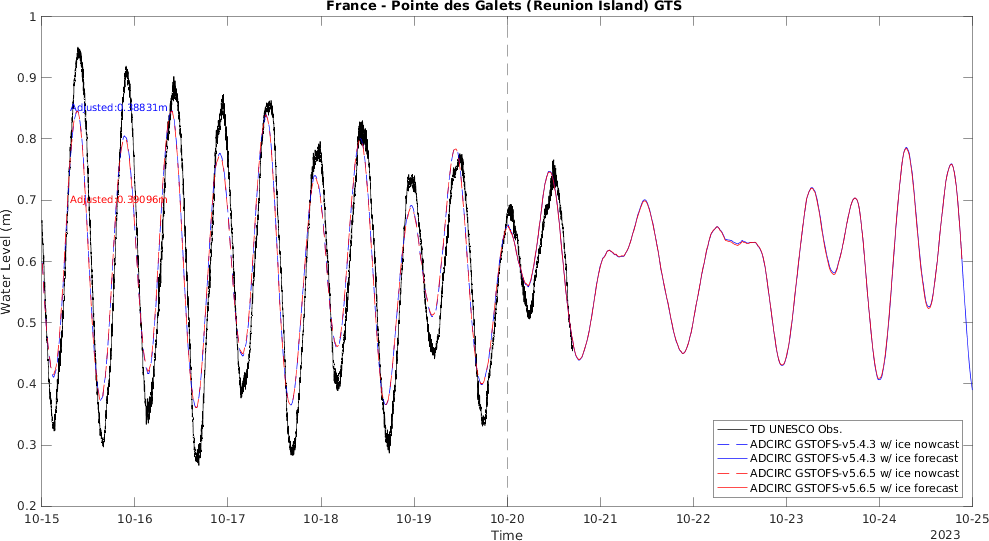 France - Pointe des Galets (Reunion Island) GTS
1
0.9
0.8
0.7
0.6
0.5
0.4
0.3
0.2
Water Level (m)
Adjusted:0.38831m
Adjusted:0.39096m
TD UNESCO Obs.
ADCIRC GSTOFS-v5.4.3 w/ ice nowcast
ADCIRC GSTOFS-v5.4.3 w/ ice forecast
ADCIRC GSTOFS-v5.6.5 w/ ice nowcast
ADCIRC GSTOFS-v5.6.5 w/ ice forecast
10-15 10-16 10-17 10-18 10-19 10-20 10-21 10-22 10-23 10-24 10-25
Time
2023